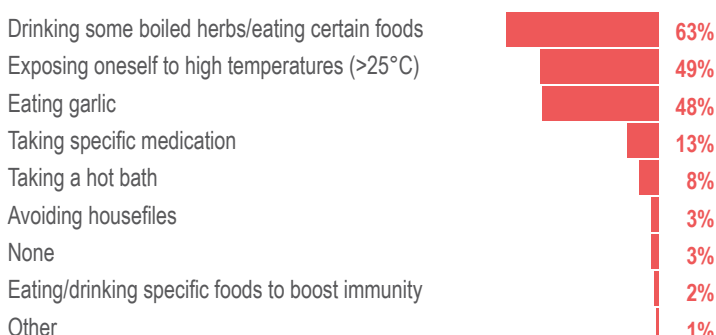 Drinking some boiled herbs/eating certain foods 63%
Exposing oneself to high temperatures (>25°C) 49%
Eating garlic 48%
Taking specific medication 13%
Taking a hot bath 8%
Avoiding housefiles 3%
None 3%
Eating/drinking specific foods to boost immunity 2%
Other 1%